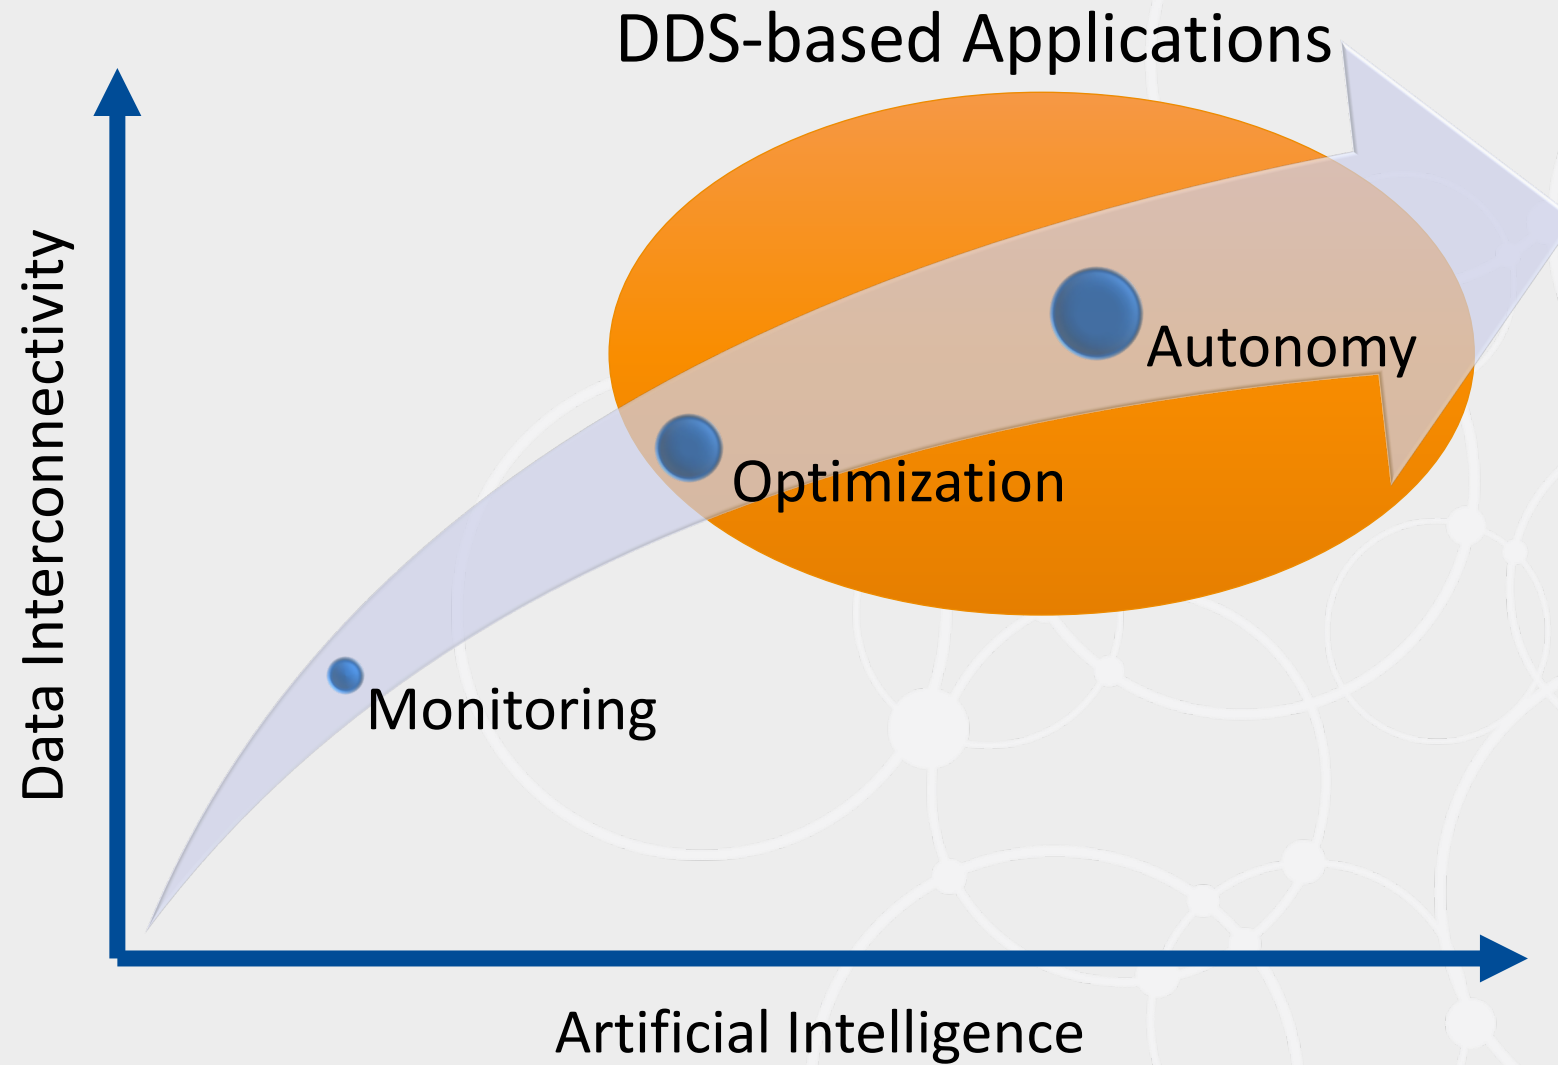 DDS-based Applications
Data Interconnectivity
Autonomy
Optimization
Monitoring
Artificial Intelligence